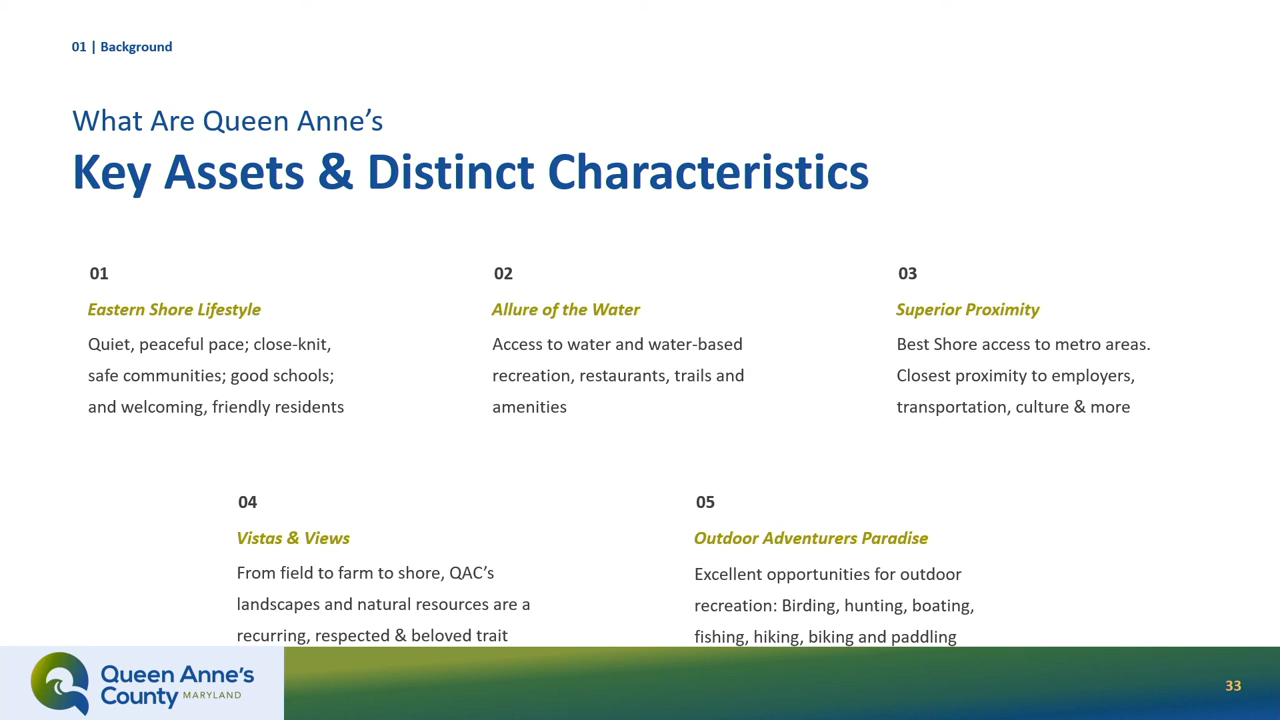 01 | Background
What Are Queen Anne’s
Key Assets & Distinct Characteristics
01
Eastern Shore Lifestyle
Quiet, peaceful pace; close-knit,
safe communities; good schools;
and welcoming, friendly residents
02
Allure of the Water
Access to water and water-based
recreation, restaurants, trails and
amenities
03
Superior Proximity
Best Shore access to metro areas.
Closest proximity to employers,
transportation, culture & more
04
Vistas & Views
From field to farm to shore, QAC’s
landscapes and natural resources are a
recurring, respected & beloved trait
05
Outdoor Adventurers Paradise
Excellent opportunities for outdoor
recreation: Birding, hunting, boating,
fishing, hiking, biking and paddling
Queen Anne’s
County MARYLAND
33